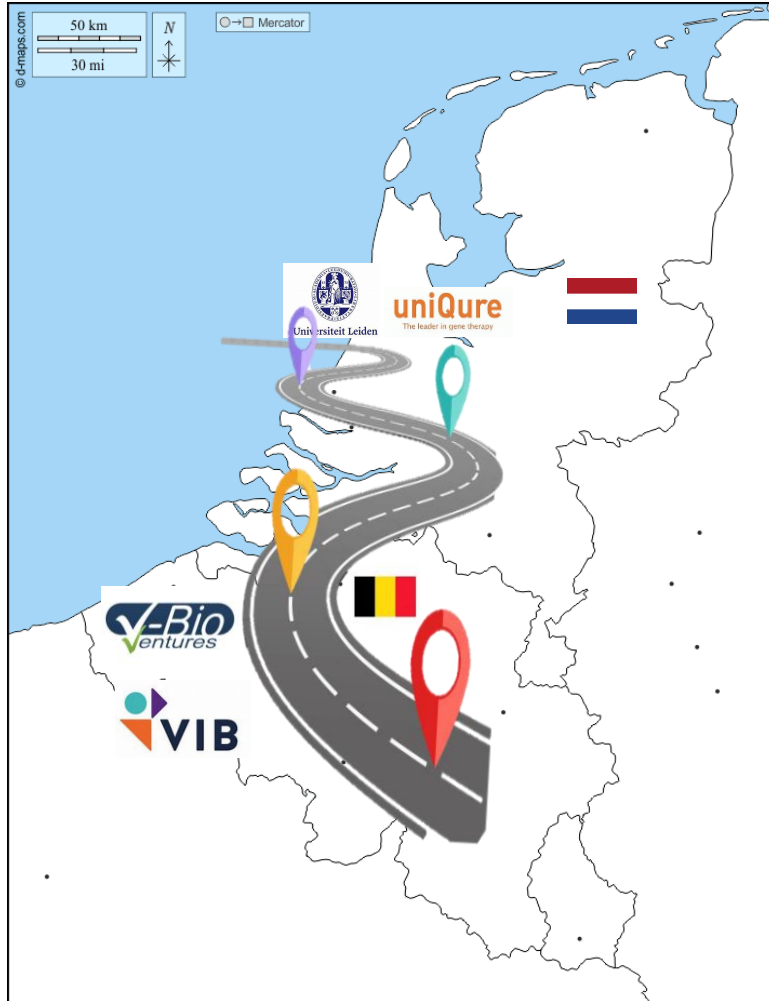 © d-maps.com
50 km
30 mi
N
Mercator
Universiteit Leiden
uniQure
The leader in gene therapy
V-Bio
Ventures
VIB